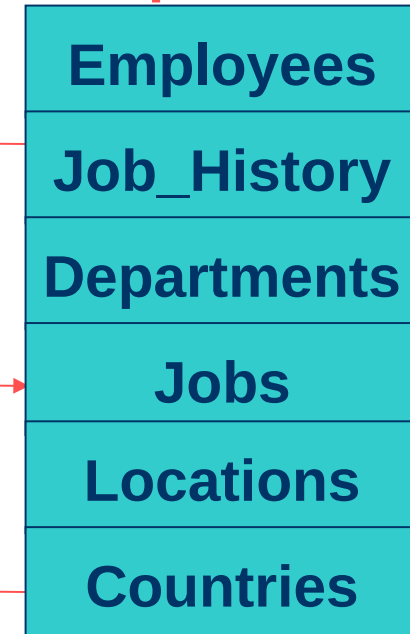 Employees
Job_History
Departments
Jobs
Locations
Countries